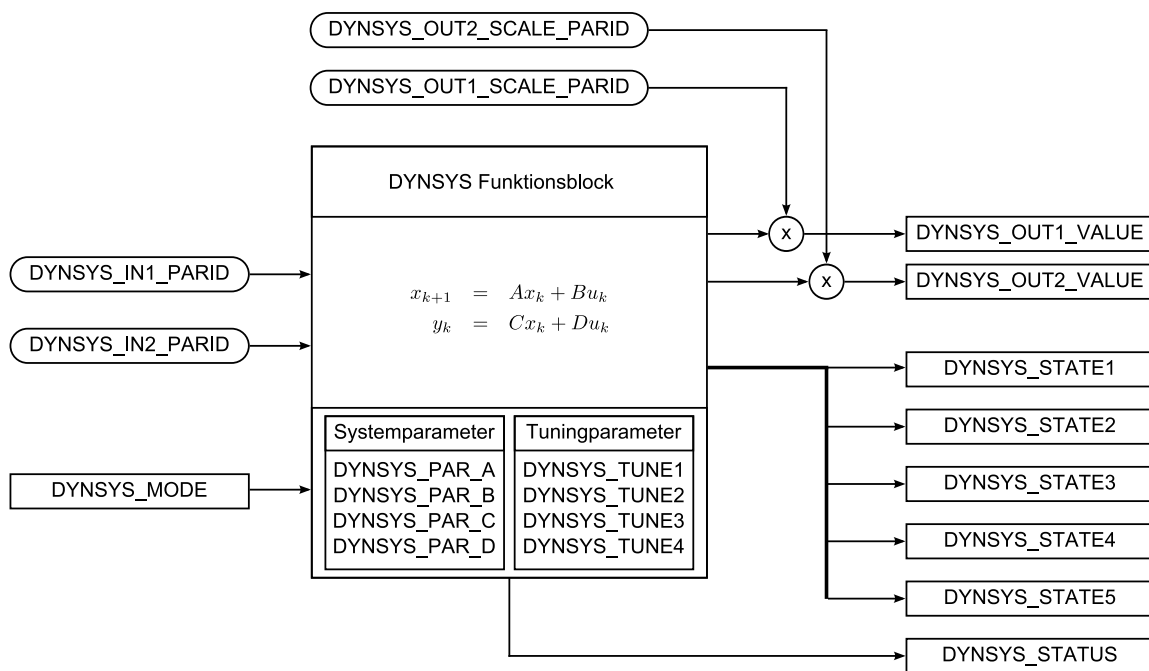 DYNSYS_OUT2_SCALE_PARID
DYNSYS_OUT1_SCALE_PARID
DYNSYS Funktionsblock
x
DYNSYS_OUT1_VALUE
DYNSYS_IN1_PARID
x
DYNSYS_OUT2_VALUE
x_{k+1} = Ax_k + Bu_k
y_k = Cx_k + Du_k
DYNSYS_IN2_PARID
DYNSYS_STATE1
DYNSYS_STATE2
DYNSYS_STATE3
DYNSYS_STATE4
DYNSYS_STATE5
DYNSYS_STATUS
DYNSYS_MODE
Systemparameter
DYNSYS_PAR_A
DYNSYS_PAR_B
DYNSYS_PAR_C
DYNSYS_PAR_D
Tuningparameter
DYNSYS_TUNE1
DYNSYS_TUNE2
DYNSYS_TUNE3
DYNSYS_TUNE4